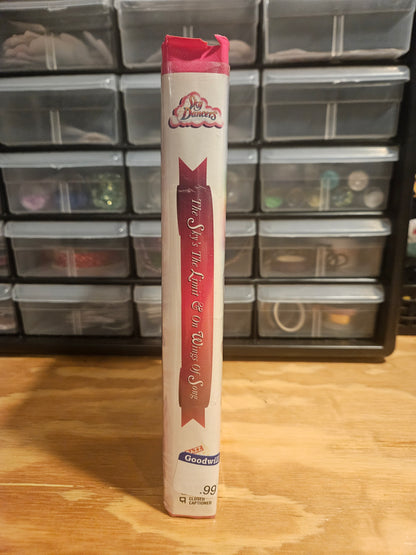 Sky
Dancers
The Sky's The Limit & On Wings Of Song
Goodwill
.99
CLOSED
CAPTIONED